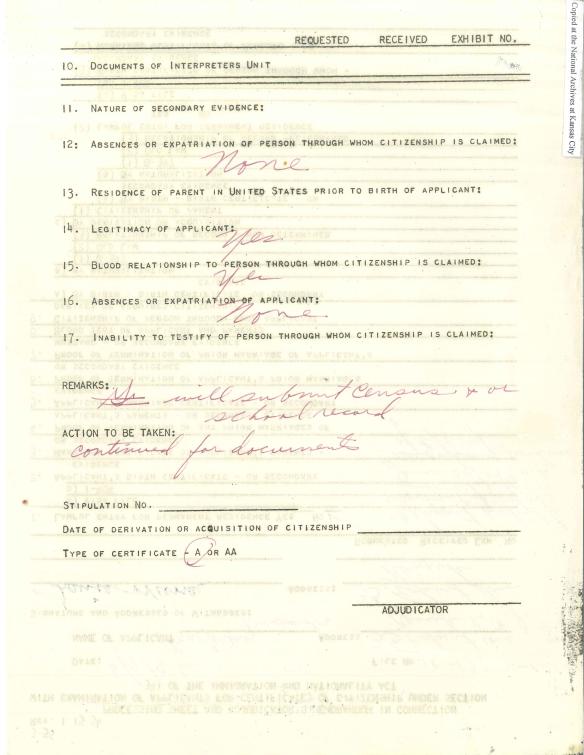 REQUESTED RECEIVED EXHIBIT NO.
10. DOCUMENTS OF INTERPRETERS UNIT
11. NATURE OF SECONDARY EVIDENCE:
12: ABSENCES OR EXPATRIATION OF PERSON THROUGH WHOM CITIZENSHIP IS CLAIMED:
None
13. RESIDENCE OF PARENT IN UNITED STATES PRIOR TO BIRTH OF APPLICANT:
14. LEGITIMACY OF APPLICANT:
Yes
15. BLOOD RELATIONSHIP TO PERSON THROUGH WHOM CITIZENSHIP IS CLAIMED:
Yes
16. ABSENCES OR EXPATRIATION OF APPLICANT:
None
17. INABILITY TO TESTIFY OF PERSON THROUGH WHOM CITIZENSHIP IS CLAIMED:
REMARKS:
will submit census & or
school record
ACTION TO BE TAKEN:
continued for documents
STIPULATION NO.
DATE OF DERIVATION OR ACQUISITION OF CITIZENSHIP
TYPE OF CERTIFICATE - A OR AA
ADJUDICATOR
Copied at the National Archives at Kansas City